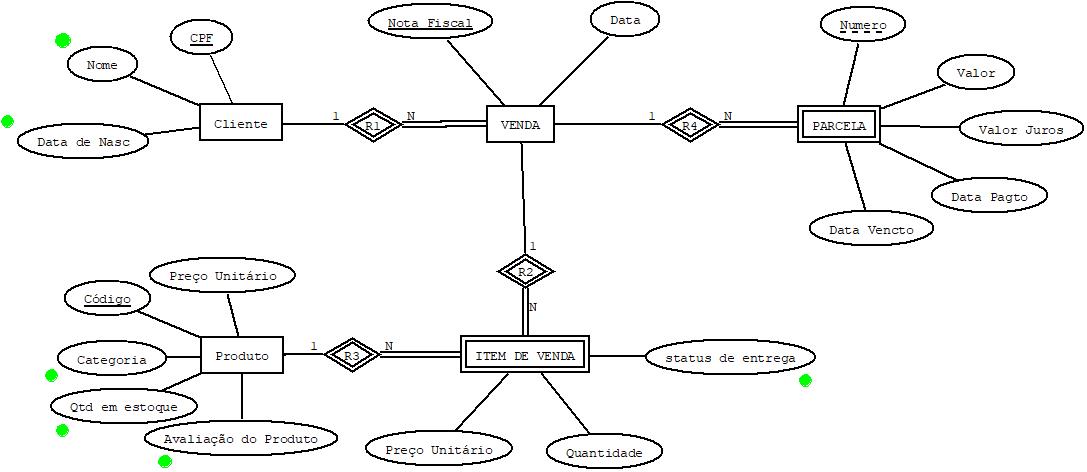 Nota Fiscal
Data
CPF
Numero
Nome
Valor
Cliente
1
R1
N
VENDA
1
R4
N
PARCELA
Valor Juros
Data de Nasc
Data Pagto
Data Vencto
1
R2
N
Preço Unitário
Código
Categoria
Produto
1
R3
N
ITEM DE VENDA
status de entrega
Qtd em estoque
Avaliação do Produto
Preço Unitário
Quantidade